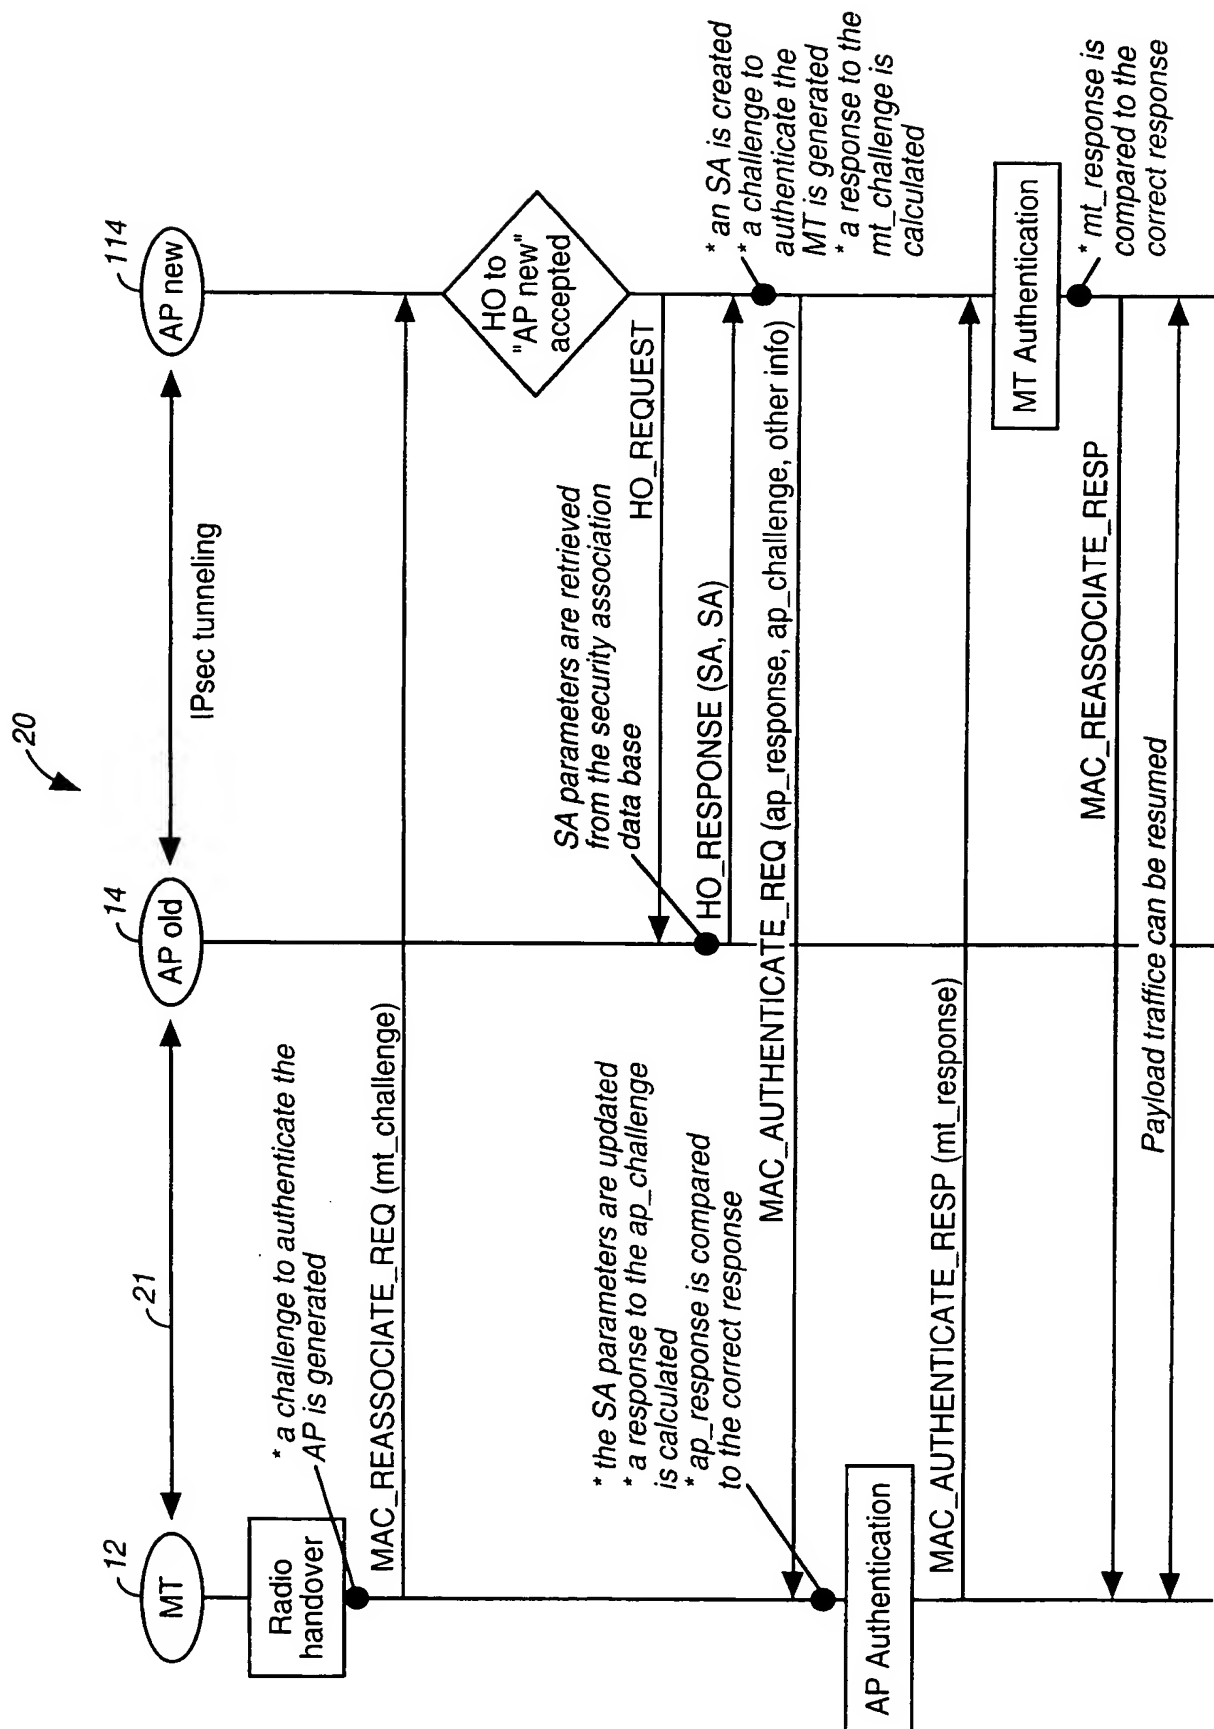 20
12
MT
21
14
AP old
IPsec tunneling
114
AP new
Radio
handover
* a challenge to authenticate the
AP is generated
MAC_REASSOCIATE_REQ (mt_challenge)
HO to
"AP new"
accepted
HO_REQUEST
SA parameters are retrieved
from the security association
data base
HO_RESPONSE (SA, SA)
* an SA is created
* a challenge to
authenticate the
MT is generated
* a response to the
mt_challenge is
calculated
MAC_AUTHENTICATE_REQ (ap_response, ap_challenge, other info)
* the SA parameters are updated
* a response to the ap_challenge
is calculated
* ap_response is compared
to the correct response
AP Authentication
MAC_AUTHENTICATE_RESP (mt_response)
MT Authentication
* mt_response is
compared to the
correct response
MAC_REASSOCIATE_RESP
Payload traffice can be resumed